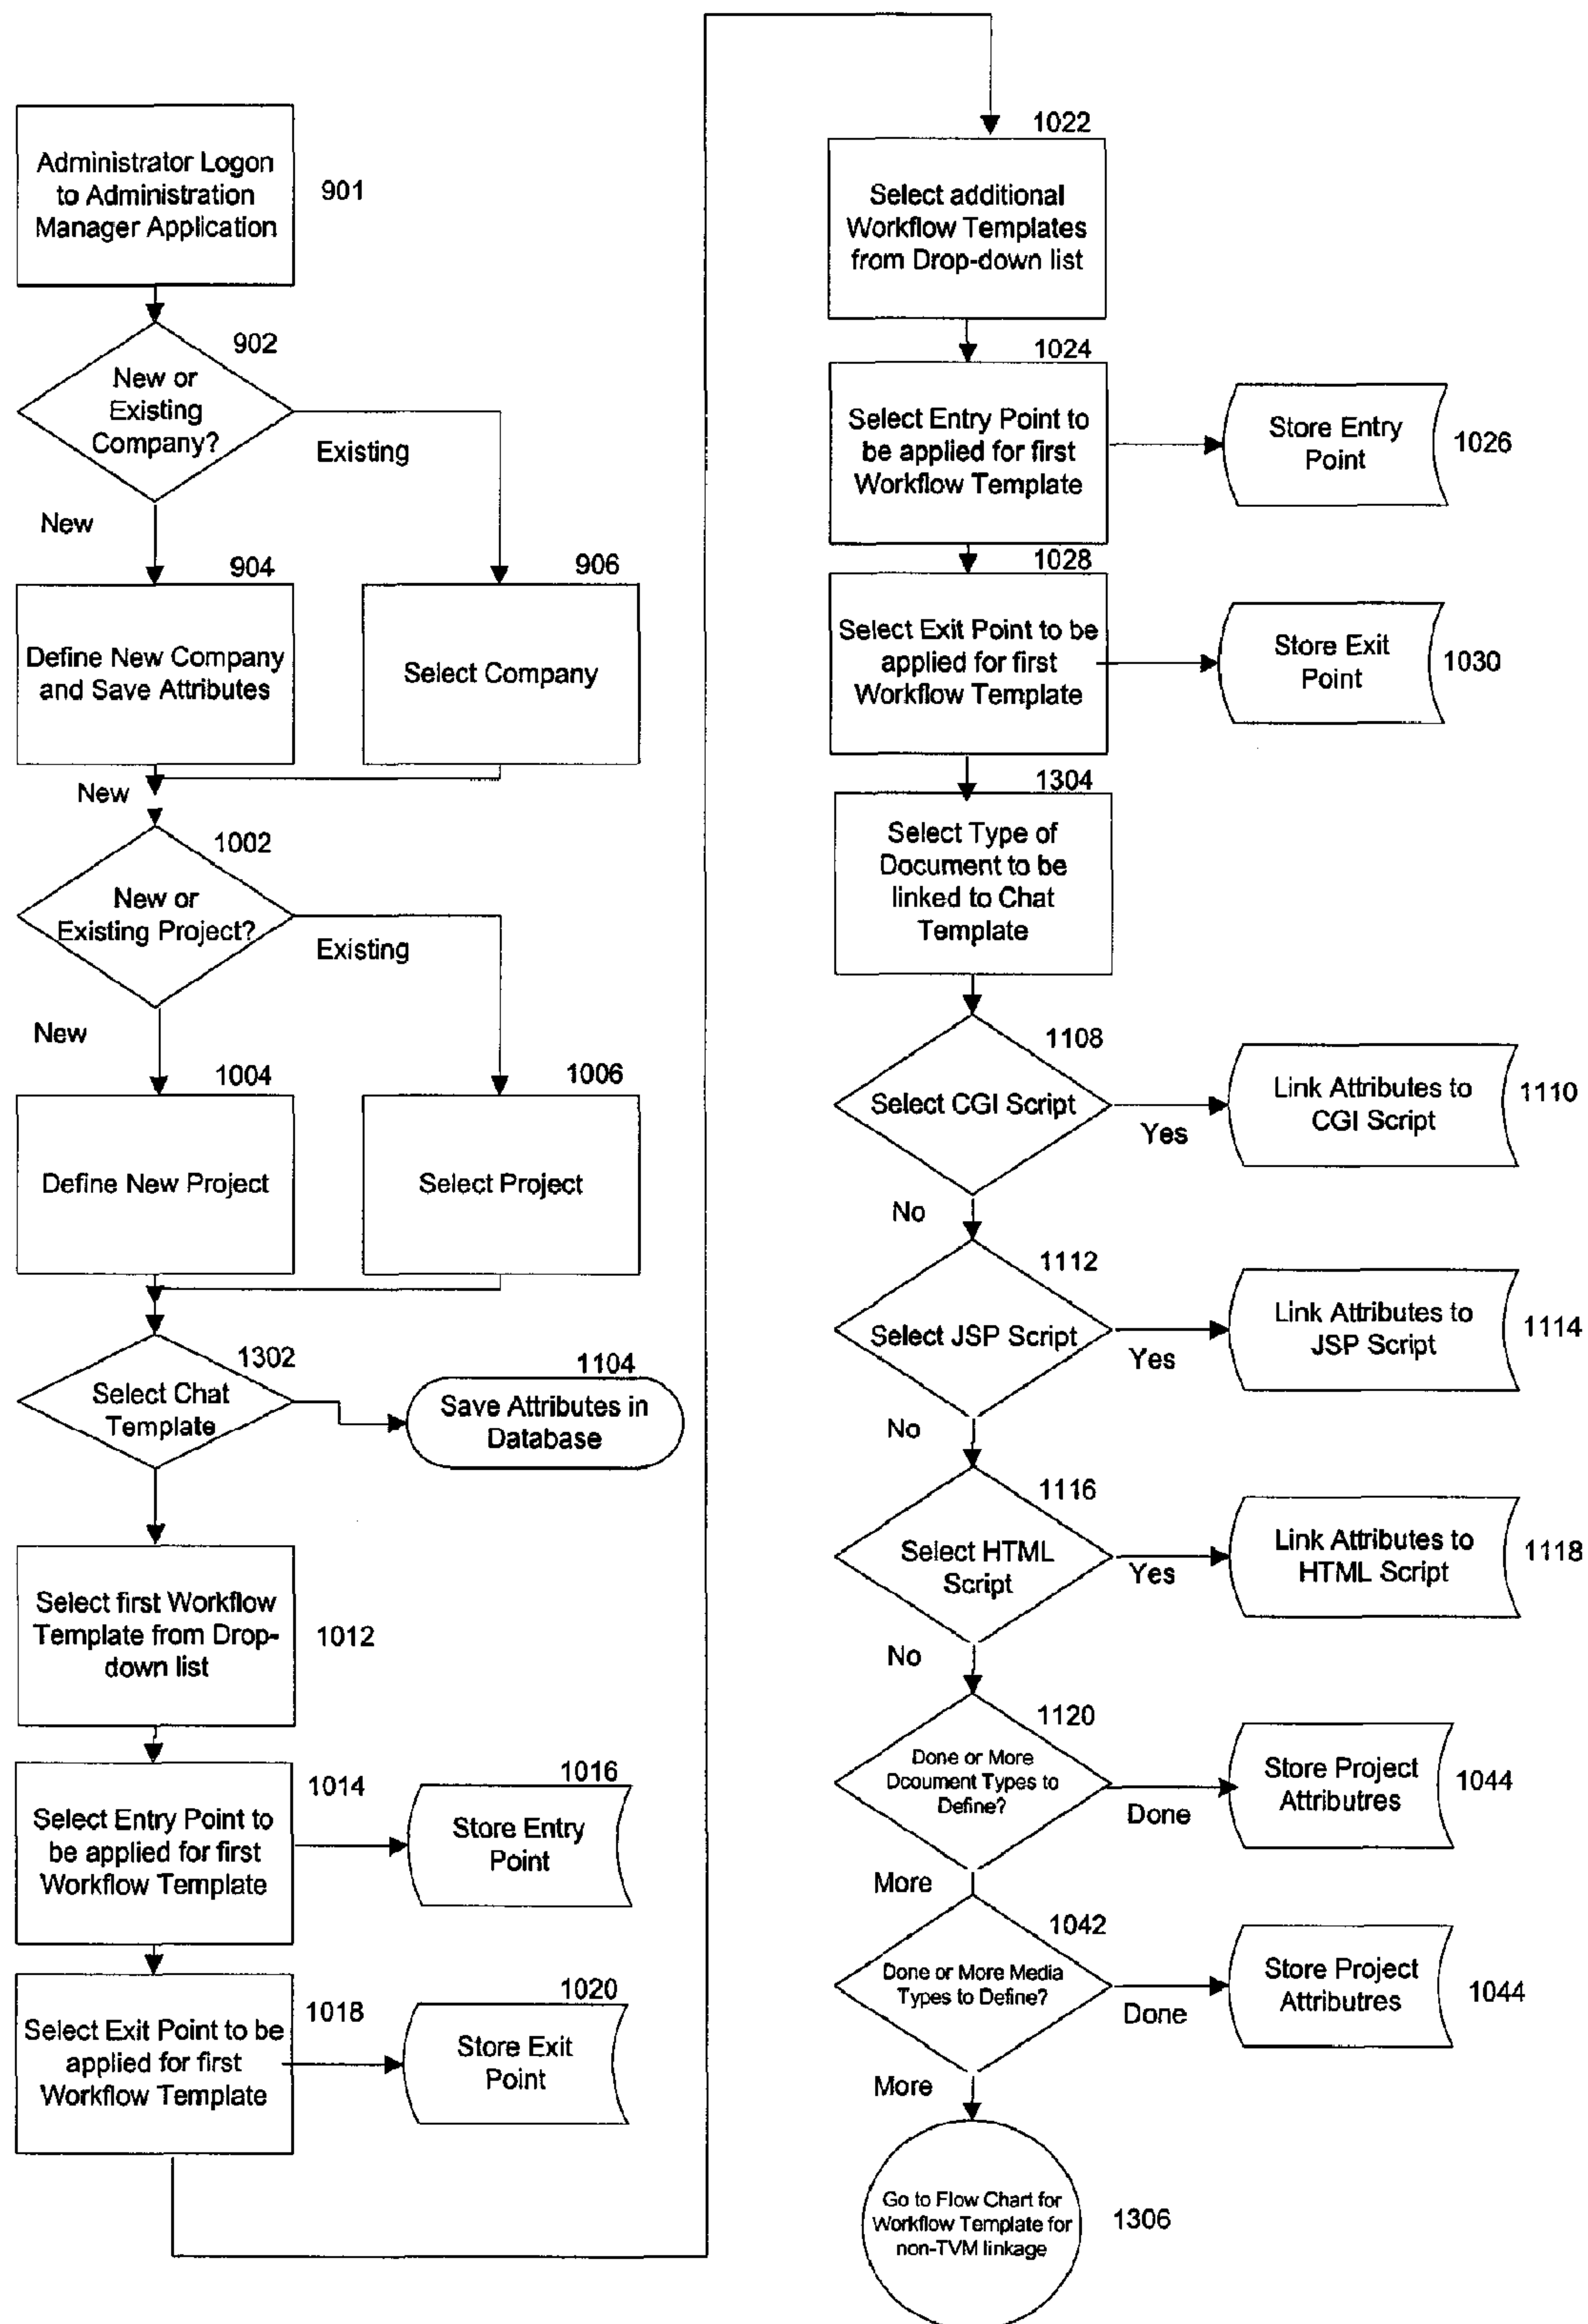 Administrator Logon
to Administration
Manager Application
901
902
New or
Existing
Company?
Existing
New
904
Define New Company
and Save Attributes
906
Select Company
New
1002
New or
Existing Project?
Existing
New
1004
Define New Project
1006
Select Project
1302
Select Chat
Template
1104
Save Attributes in
Database
Select first Workflow
Template from Drop-
down list
1012
1014
Select Entry Point to
be applied for first
Workflow Template
1016
Store Entry
Point
1018
Select Exit Point to be
applied for first
Workflow Template
1020
Store Exit
Point
1022
Select additional
Workflow Templates
from Drop-down list
1024
Select Entry Point to
be applied for first
Workflow Template
Store Entry
Point
1026
1028
Select Exit Point to be
applied for first
Workflow Template
Store Exit
Point
1030
1304
Select Type of
Document to be
linked to Chat
Template
1108
Select CGI Script
Yes
Link Attributes to
CGI Script
1110
No
1112
Select JSP Script
Yes
Link Attributes to
JSP Script
1114
No
1116
Select HTML
Script
Yes
Link Attributes to
HTML Script
1118
No
1120
Done or More
Dcoument Types to
Define?
Done
Store Project
Attributres
1044
More
1042
Done or More Media
Types to Define?
Done
Store Project
Attributres
1044
More
Go to Flow Chart for
Workflow Template for
non-TVM linkage
1306